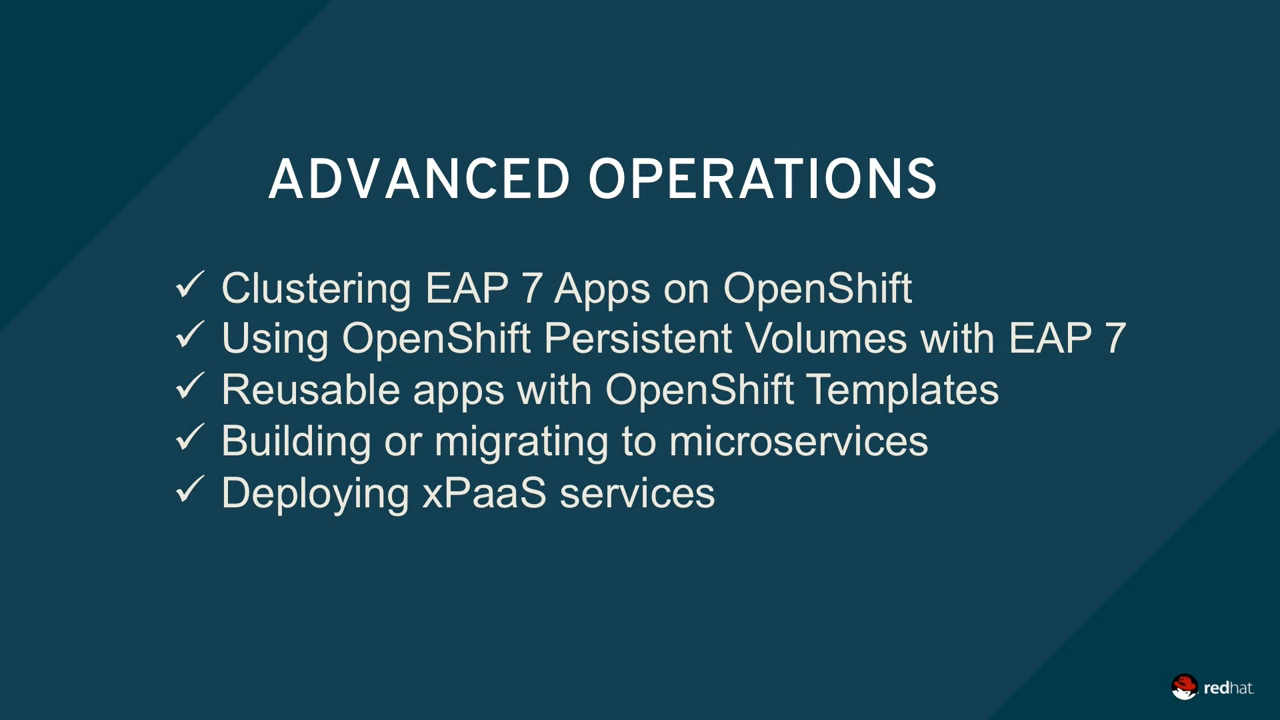 ADVANCED OPERATIONS
✓ Clustering EAP 7 Apps on OpenShift
✓ Using OpenShift Persistent Volumes with EAP 7
✓ Reusable apps with OpenShift Templates
✓ Building or migrating to microservices
✓ Deploying xPaaS services
redhat.